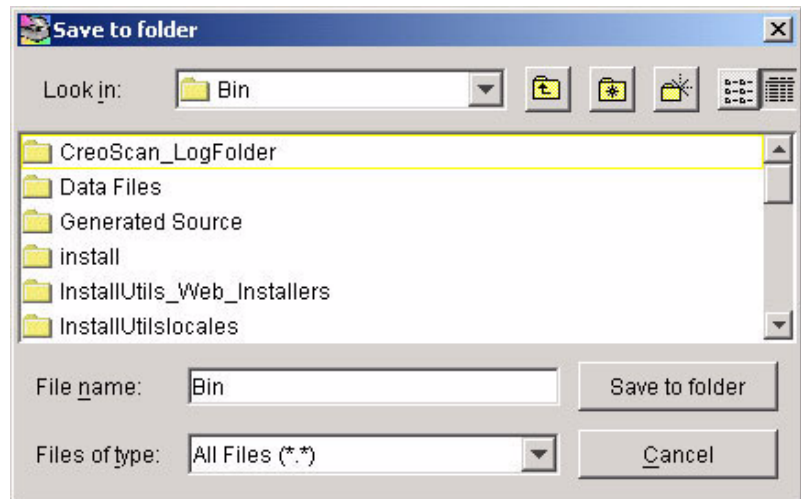 Save to folder
Look in: Bin
CreoScan_LogFolder
Data Files
Generated Source
install
InstallUtils_Web_Installers
InstallUtilslocales
File name: Bin Save to folder
Files of type: All Files (*.*) Cancel